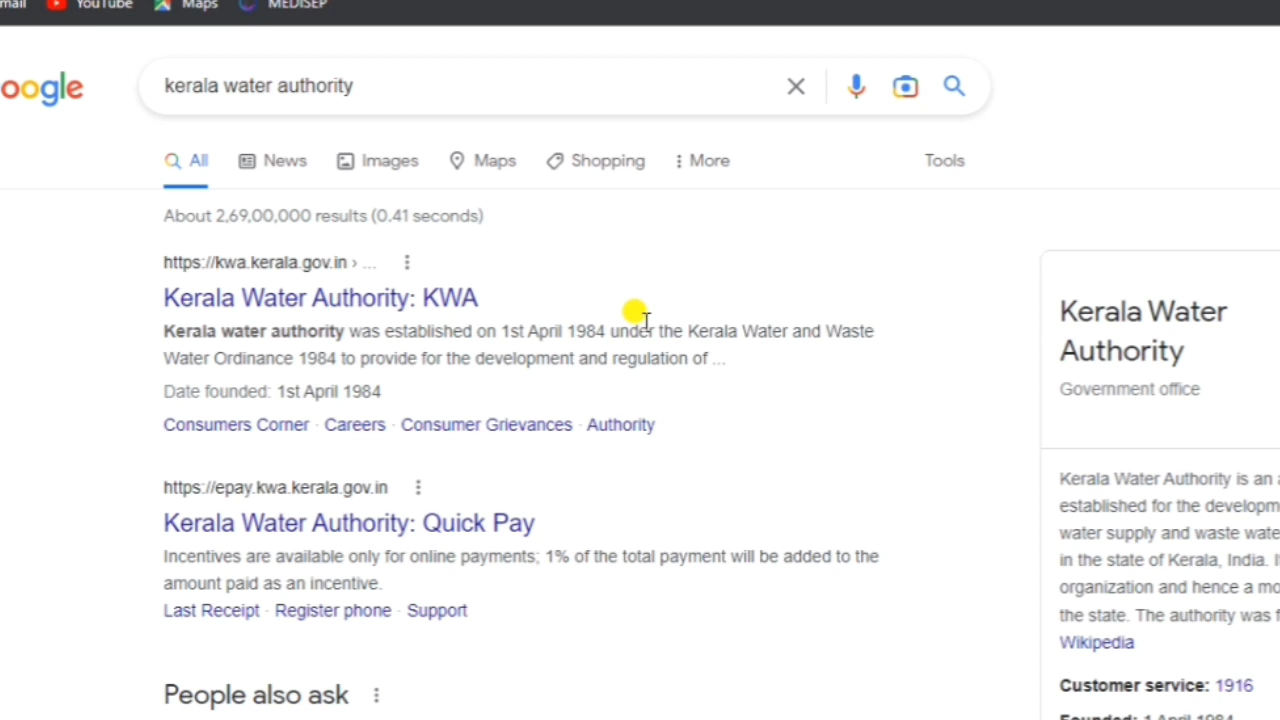 YouTube Maps MEDISEP
oogle
kerala water authority
All News Images Maps Shopping More Tools
About 2,69,00,000 results (0.41 seconds)
https://kwa.kerala.gov.in › ...
Kerala Water Authority: KWA
Kerala water authority was established on 1st April 1984 under the Kerala Water and Waste
Water Ordinance 1984 to provide for the development and regulation of ...
Date founded: 1st April 1984
Consumers Corner · Careers · Consumer Grievances · Authority
https://epay.kwa.kerala.gov.in
Kerala Water Authority: Quick Pay
Incentives are available only for online payments; 1% of the total payment will be added to the
amount paid as an incentive.
Last Receipt · Register phone · Support
People also ask
Kerala Water
Authority
Government office
Kerala Water Authority is an
established for the developm
water supply and waste wate
in the state of Kerala, India. I
organization and hence a mo
the state. The authority was f
Wikipedia
Customer service: 1916
Founded: 1 April 1984